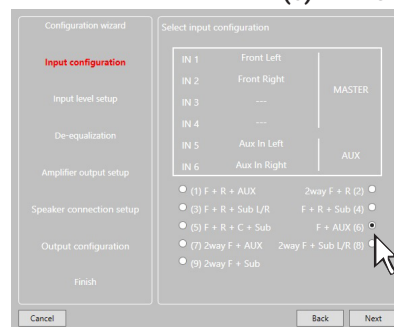 Configuration wizard
Input configuration
Input level setup
De-equalization
Amplifier output setup
Speaker connection setup
Output configuration
Finish
Select input configuration
IN 1 Front Left
IN 2 Front Right
IN 3 ---
IN 4 ---
MASTER
IN 5 Aux In Left
IN 6 Aux In Right
AUX
(1) F + R + AUX 2way F + R (2)
(3) F + R + Sub L/R F + R + Sub (4)
(5) F + R + C + Sub F + AUX (6)
(7) 2way F + AUX 2way F + Sub L/R (8)
(9) 2way F + Sub
Cancel Back Next